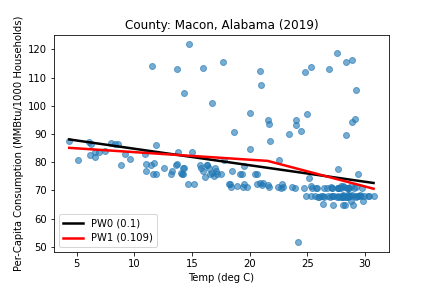 County: Macon, Alabama (2019)
Per-Capita Consumption (MMBtu/1000 Households)
120
110
100
90
80
70
60
50
PW0 (0.1)
PW1 (0.109)
5 10 15 20 25 30
Temp (deg C)